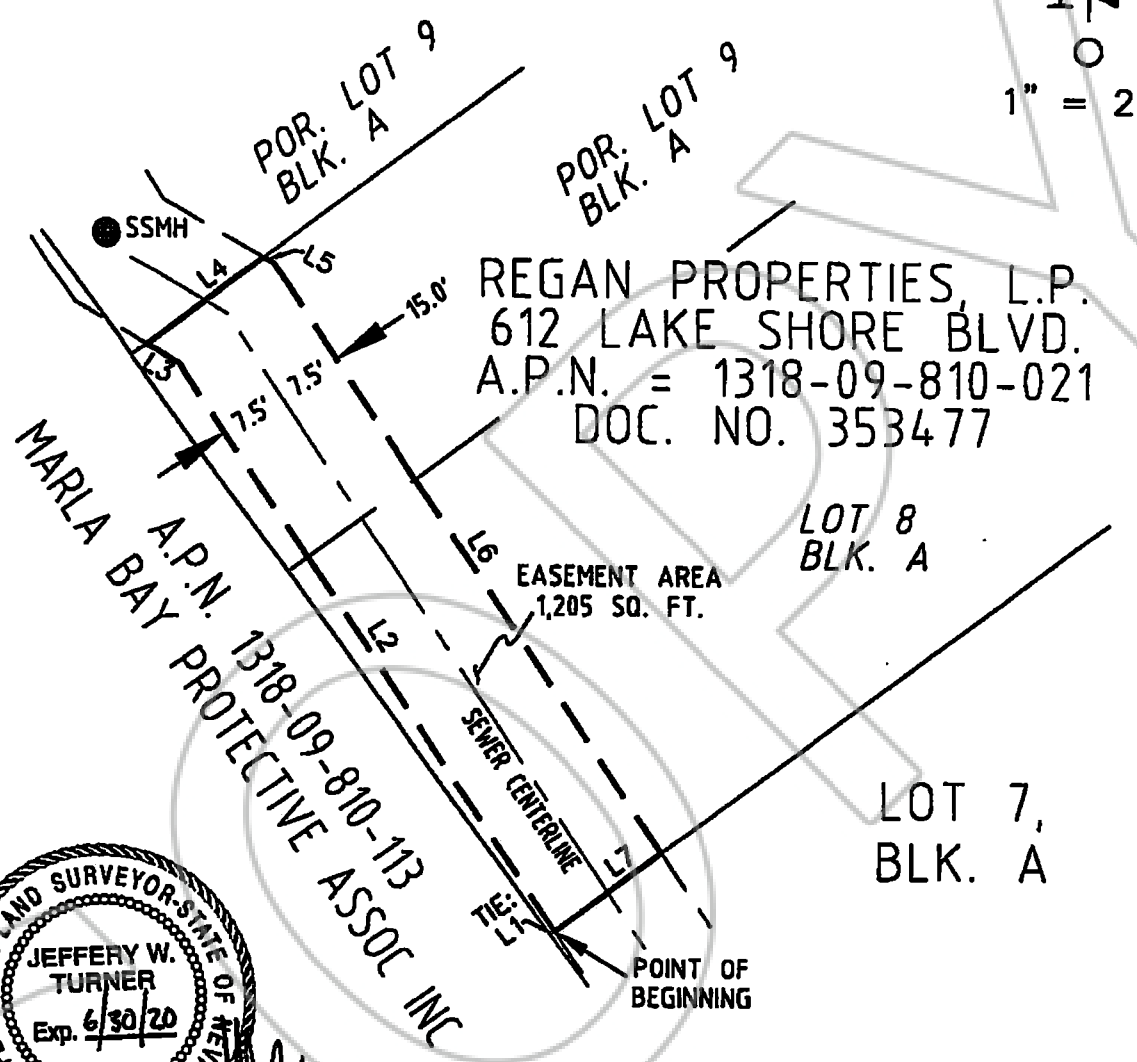 POR. LOT 9
BLK. A
POR. LOT 9
BLK. A
0
1" = 2
SSMH
L4
L5
L3
15.0'
7.5'
7.5'
REGAN PROPERTIES, L.P.
612 LAKE SHORE BLVD.
A.P.N. = 1318-09-810-021
DOC. NO. 353477
LOT 8
BLK. A
L6
EASEMENT AREA
1,205 SQ. FT.
L2
A.P.N. 1318-09-810-113
MARLA BAY PROTECTIVE ASSOC INC
SEWER CENTERLINE
L7
LOT 7,
BLK. A
TIE:
L1
POINT OF
BEGINNING
LAND SURVEYOR-STATE OF NEV
JEFFERY W.
TURNER
Exp. 6/30/20
COPY